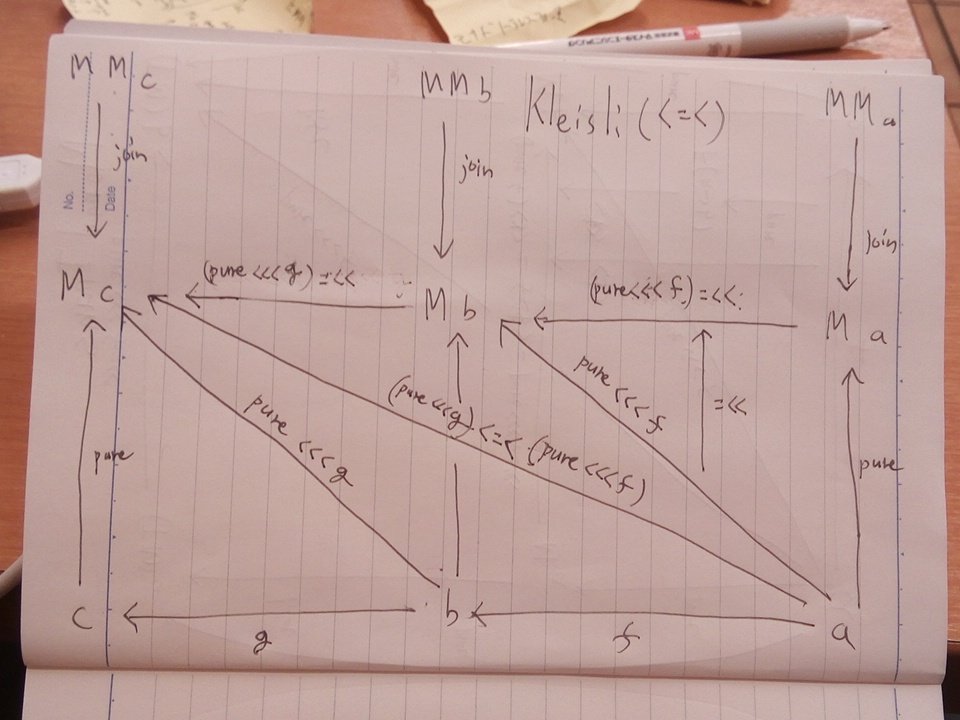 M M c
M M b
Kleisli (<=<)
M M a
join
join
join
No.
Date
M c
(pure <<< g) =<<
M b
(pure <<< f) =<<
M a
pure <<< f
=<<
(pure <<< g) <=< (pure <<< f)
pure <<< g
pure
pure
c
g
b
f
a